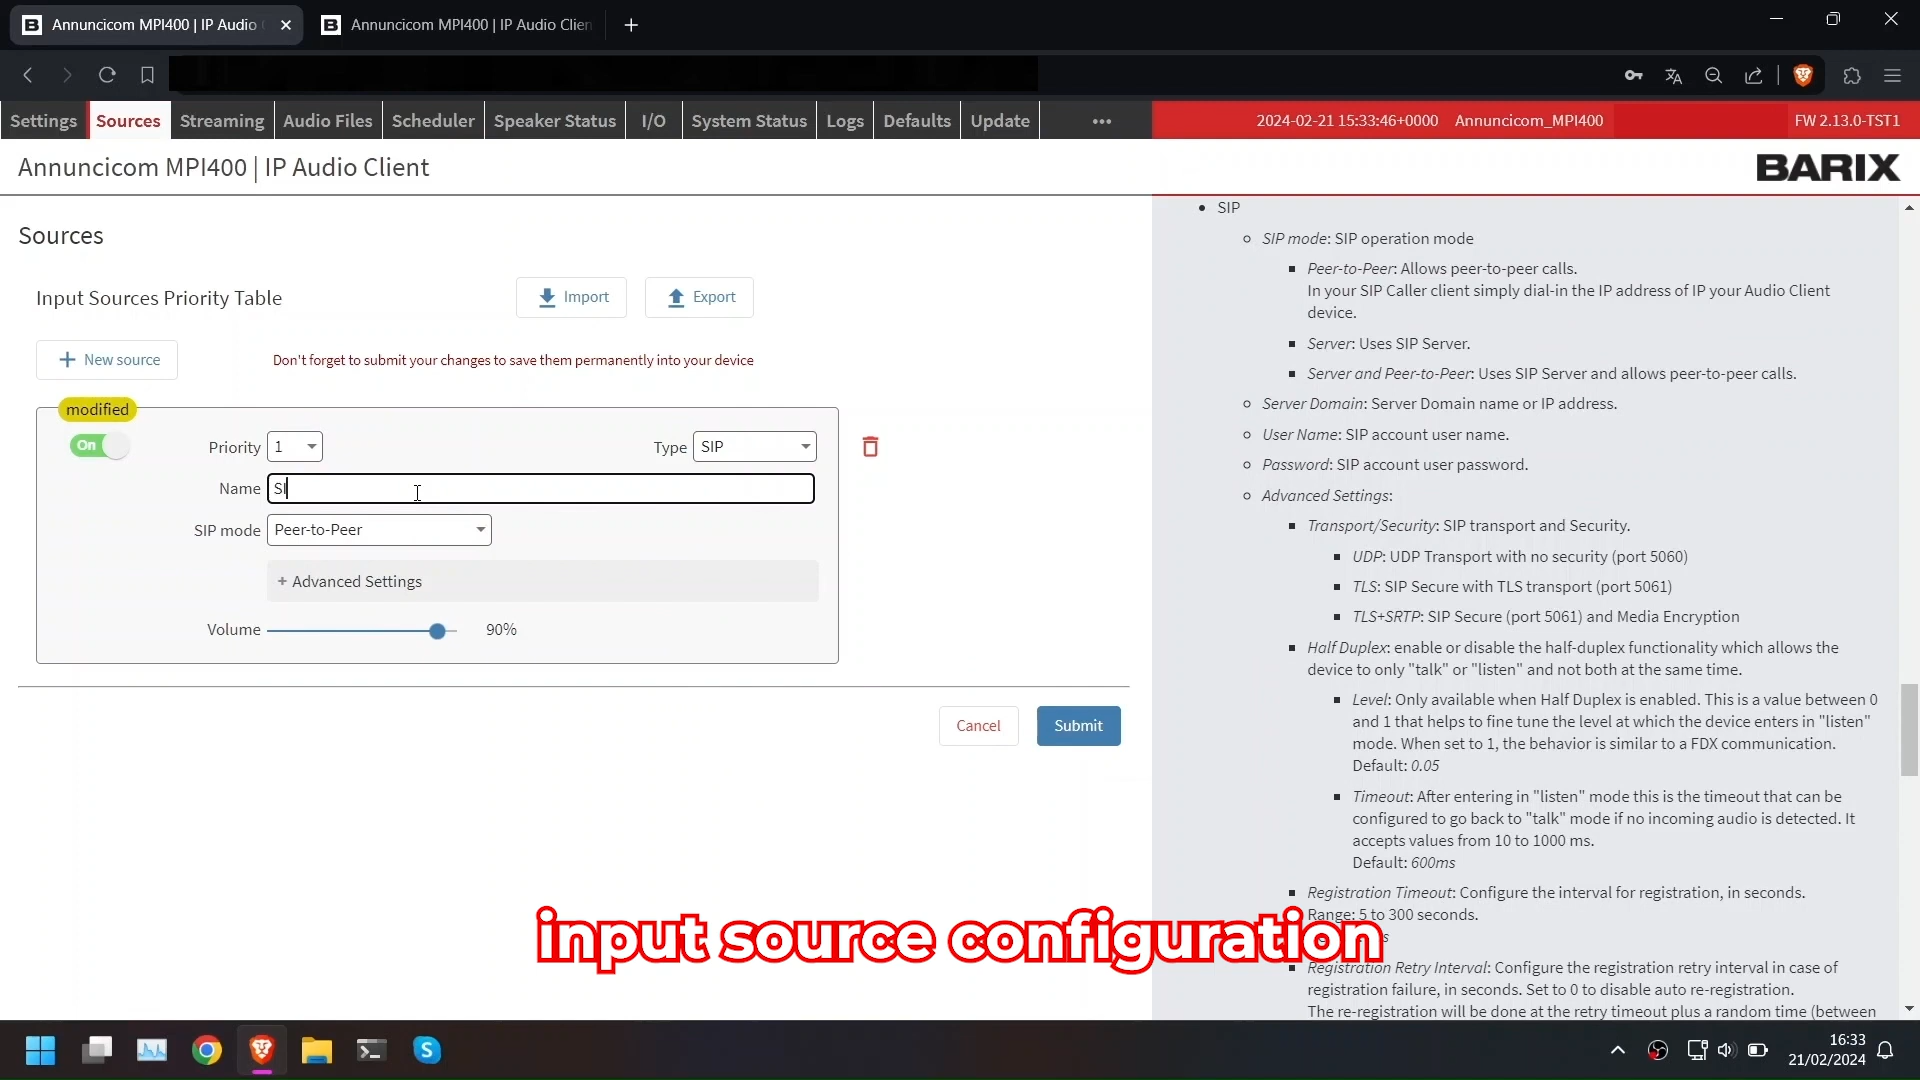 Annuncicom MPI400 | IP Audio C
Annuncicom MPI400 | IP Audio Clien
Settings
Sources
Streaming
Audio Files
Scheduler
Speaker Status
I/O
System Status
Logs
Defaults
Update
...
2024-02-21 15:33:46+0000 Annuncicom_MPI400
FW 2.13.0-TST1
Annuncicom MPI400 | IP Audio Client
BARIX
Sources
Input Sources Priority Table
Import
Export
+ New source
Don't forget to submit your changes to save them permanently into your device
modified
On
Priority 1
Type SIP
Name SI
SIP mode Peer-to-Peer
+ Advanced Settings
Volume 90%
Cancel
Submit
• SIP
SIP mode: SIP operation mode
Peer-to-Peer: Allows peer-to-peer calls.
In your SIP Caller client simply dial-in the IP address of IP your Audio Client
device.
Server: Uses SIP Server.
Server and Peer-to-Peer: Uses SIP Server and allows peer-to-peer calls.
Server Domain: Server Domain name or IP address.
User Name: SIP account user name.
Password: SIP account user password.
Advanced Settings:
Transport/Security: SIP transport and Security.
UDP: UDP Transport with no security (port 5060)
TLS: SIP Secure with TLS transport (port 5061)
TLS+SRTP: SIP Secure (port 5061) and Media Encryption
Half Duplex: enable or disable the half-duplex functionality which allows the
device to only "talk" or "listen" and not both at the same time.
Level: Only available when Half Duplex is enabled. This is a value between 0
and 1 that helps to fine tune the level at which the device enters in "listen"
mode. When set to 1, the behavior is similar to a FDX communication.
Default: 0.05
Timeout: After entering in "listen" mode this is the timeout that can be
configured to go back to "talk" mode if no incoming audio is detected. It
accepts values from 10 to 1000 ms.
Default: 600ms
Registration Timeout: Configure the interval for registration, in seconds.
Range: 5 to 300 seconds.
Registration Retry Interval: Configure the registration retry interval in case of
registration failure, in seconds. Set to 0 to disable auto re-registration.
The re-registration will be done at the retry timeout plus a random time (between
input source configuration
16:33
21/02/2024